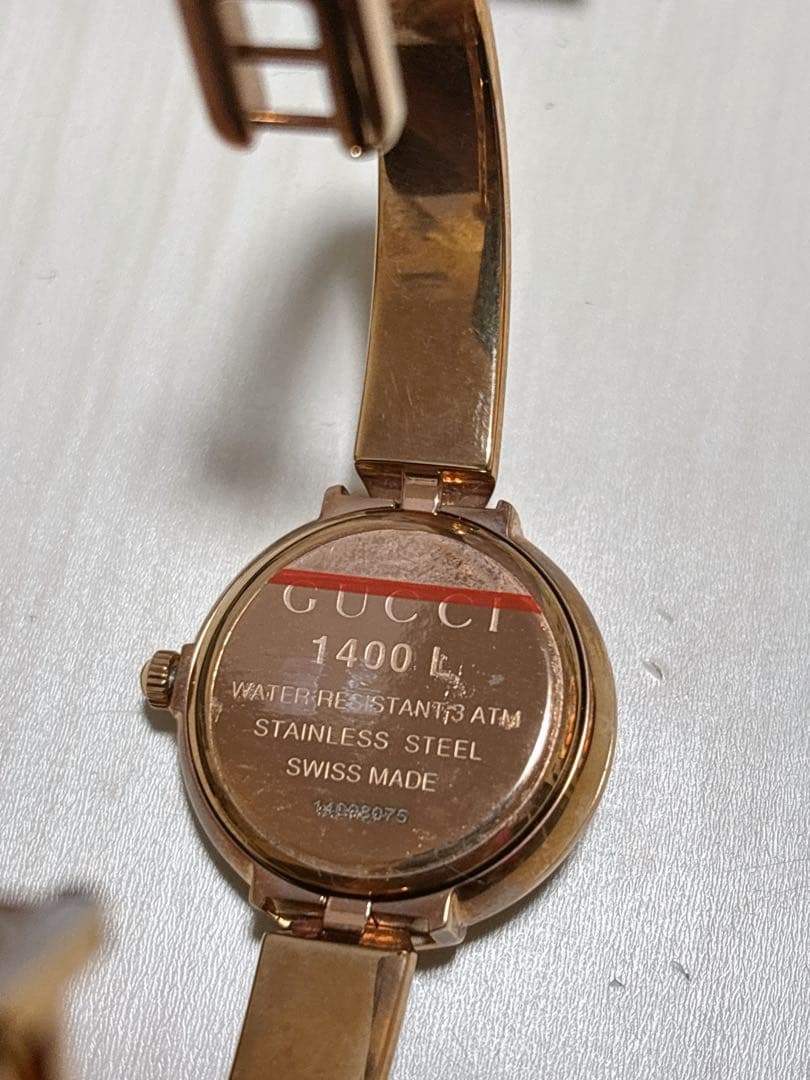 GUCCI
1400 L
WATER RESISTANT 3 ATM
STAINLESS STEEL
SWISS MADE